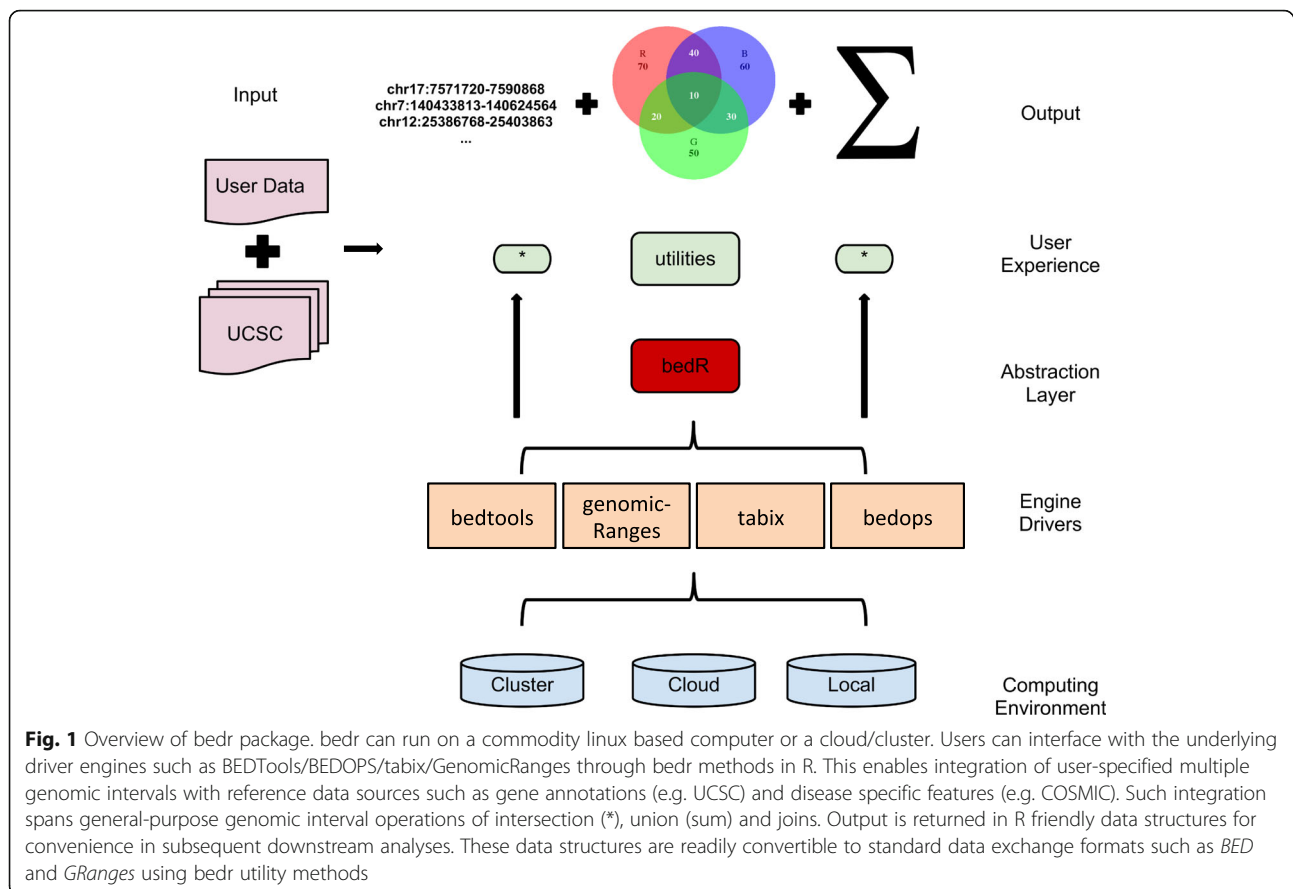 Input
chr17:7571720-7590868
chr7:140433813-140624564
chr12:25386768-25403863
...
R
70
40
B
60
10
20
30
G
50
∑
Output
User Data
UCSC
*
utilities
*
User
Experience
bedR
Abstraction
Layer
bedtools
genomic-
Ranges
tabix
bedops
Engine
Drivers
Cluster
Cloud
Local
Computing
Environment
Fig. 1 Overview of bedr package. bedr can run on a commodity linux based computer or a cloud/cluster. Users can interface with the underlying
driver engines such as BEDTools/BEDOPS/tabix/GenomicRanges through bedr methods in R. This enables integration of user-specified multiple
genomic intervals with reference data sources such as gene annotations (e.g. UCSC) and disease specific features (e.g. COSMIC). Such integration
spans general-purpose genomic interval operations of intersection (*), union (sum) and joins. Output is returned in R friendly data structures for
convenience in subsequent downstream analyses. These data structures are readily convertible to standard data exchange formats such as BED
and GRanges using bedr utility methods